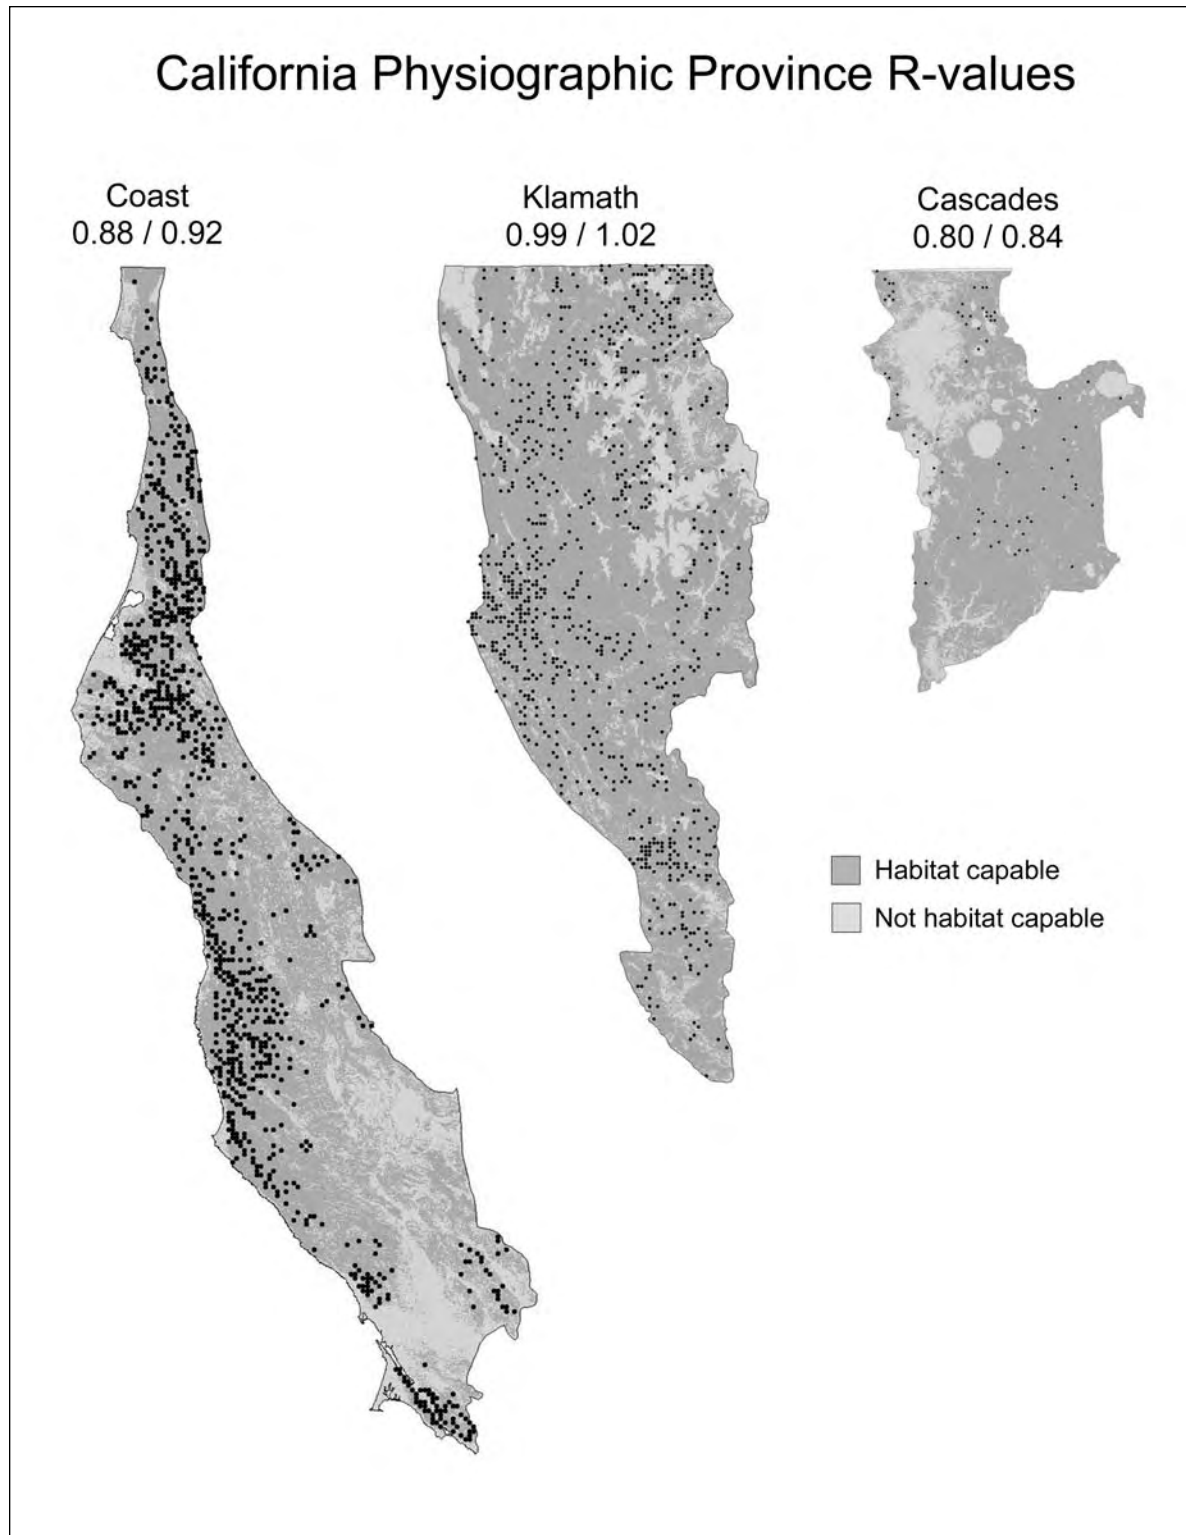 California Physiographic Province R-values
Coast
0.88 / 0.92
Klamath
0.99 / 1.02
Cascades
0.80 / 0.84
Habitat capable
Not habitat capable